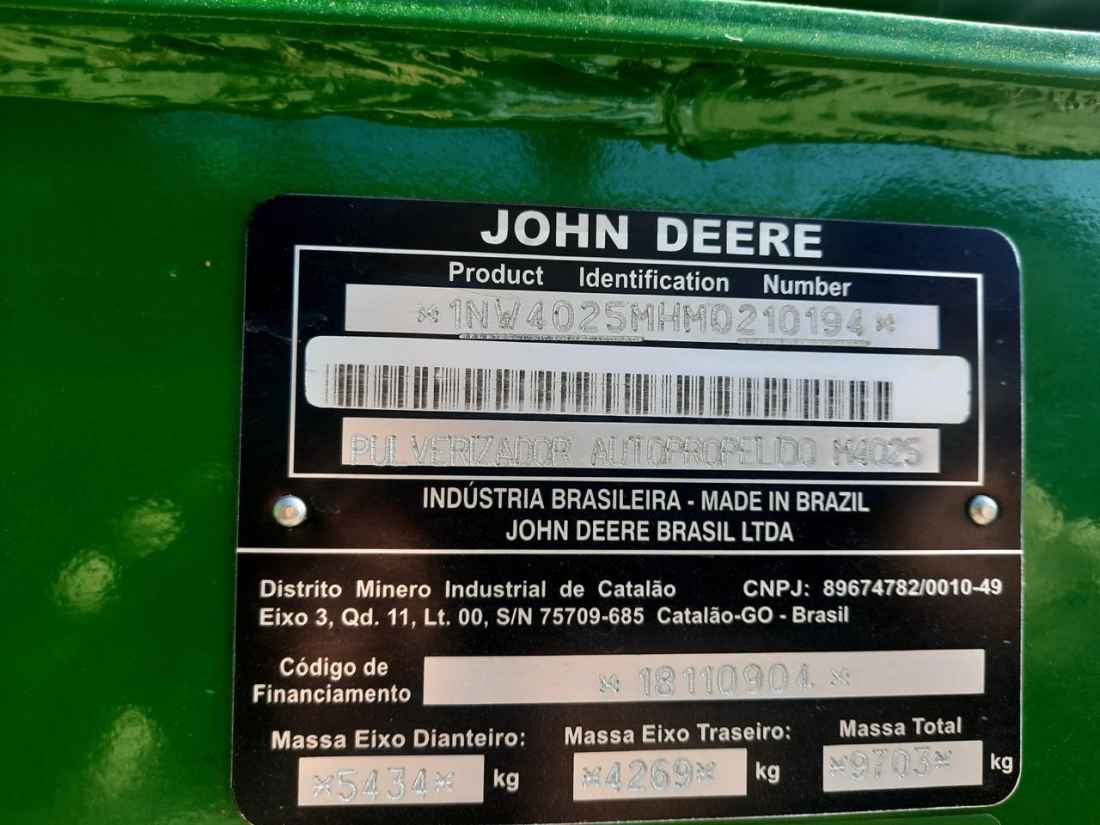 JOHN DEERE
Product Identification Number
*1NW4025MHM0210194*
PULVERIZADOR AUTOPROPELIDO M4025
INDÚSTRIA BRASILEIRA - MADE IN BRAZIL
JOHN DEERE BRASIL LTDA
Distrito Minero Industrial de Catalão CNPJ: 89674782/0010-49
Eixo 3, Qd. 11, Lt. 00, S/N 75709-685 Catalão-GO - Brasil
Código de
Financiamento
*18110904*
Massa Eixo Dianteiro: Massa Eixo Traseiro: Massa Total
*5434* kg *4269* kg *9703* kg